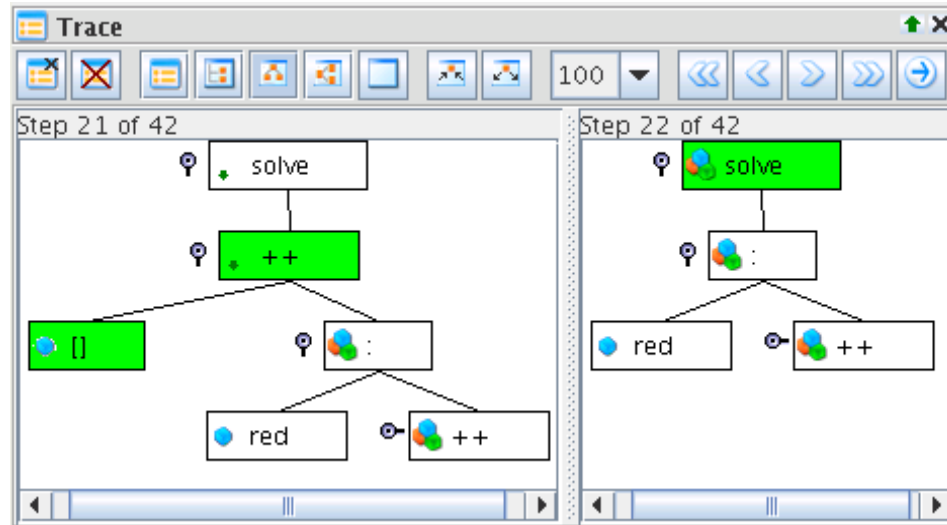 Trace
100
Step 21 of 42
solve
++
[]
:
red
++
Step 22 of 42
solve
:
red
++